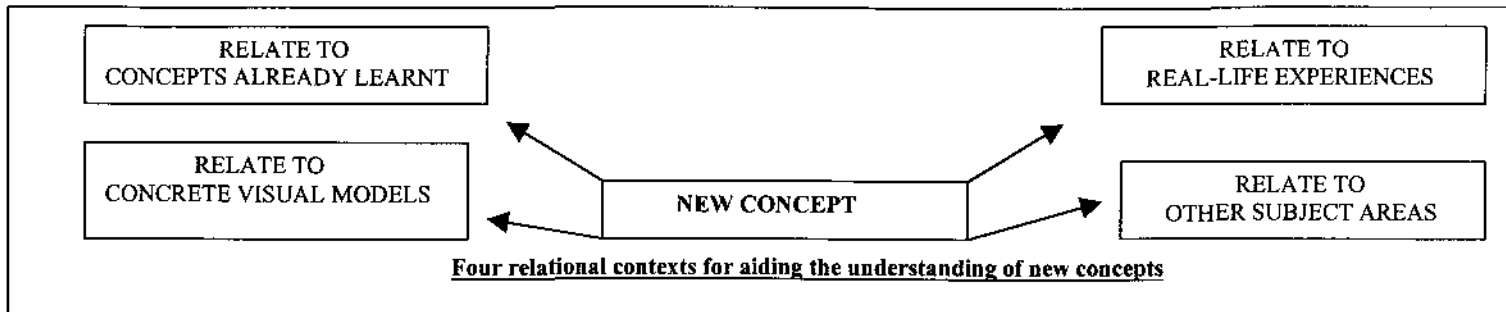 RELATE TO
CONCEPTS ALREADY LEARNT
RELATE TO
REAL-LIFE EXPERIENCES
RELATE TO
CONCRETE VISUAL MODELS
NEW CONCEPT
RELATE TO
OTHER SUBJECT AREAS
Four relational contexts for aiding the understanding of new concepts